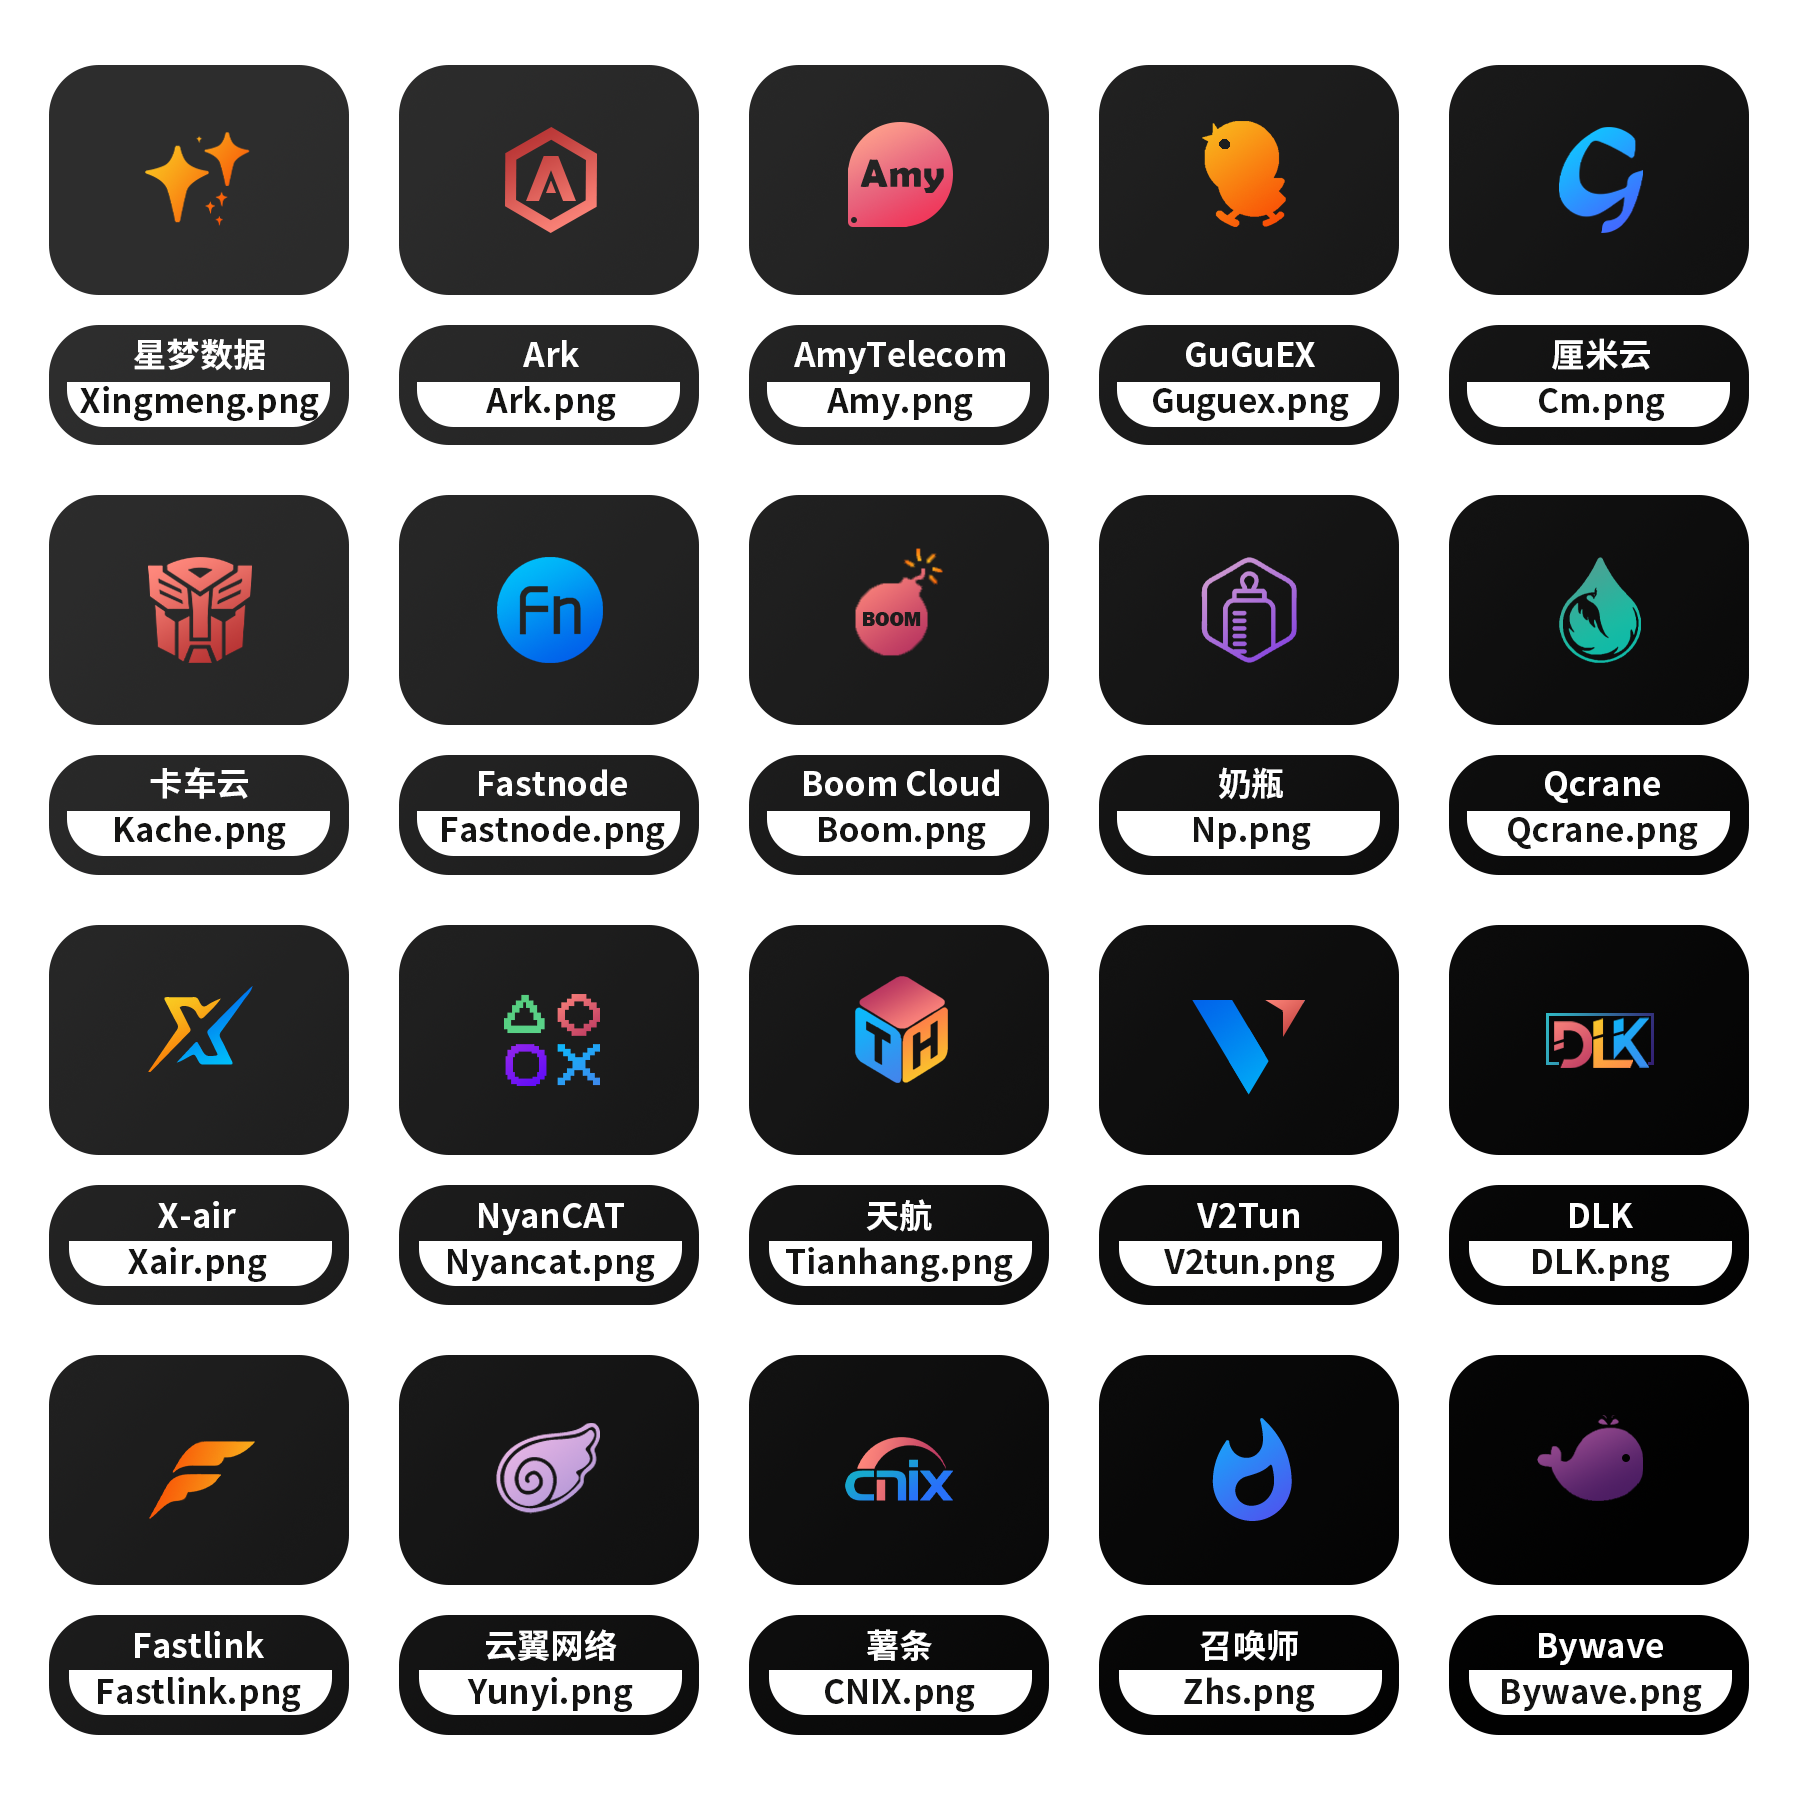 Amy
星梦数据
Xingmeng.png
Ark
Ark.png
AmyTelecom
Amy.png
GuGuEX
Guguex.png
厘米云
Cm.png
Fn
BOOM
卡车云
Kache.png
Fastnode
Fastnode.png
Boom Cloud
Boom.png
奶瓶
Np.png
Qcrane
Qcrane.png
X
TH
DLK
X-air
Xair.png
NyanCAT
Nyancat.png
天航
Tianhang.png
V2Tun
V2tun.png
DLK
DLK.png
cnix
Fastlink
Fastlink.png
云翼网络
Yunyi.png
薯条
CNIX.png
召唤师
Zhs.png
Bywave
Bywave.png